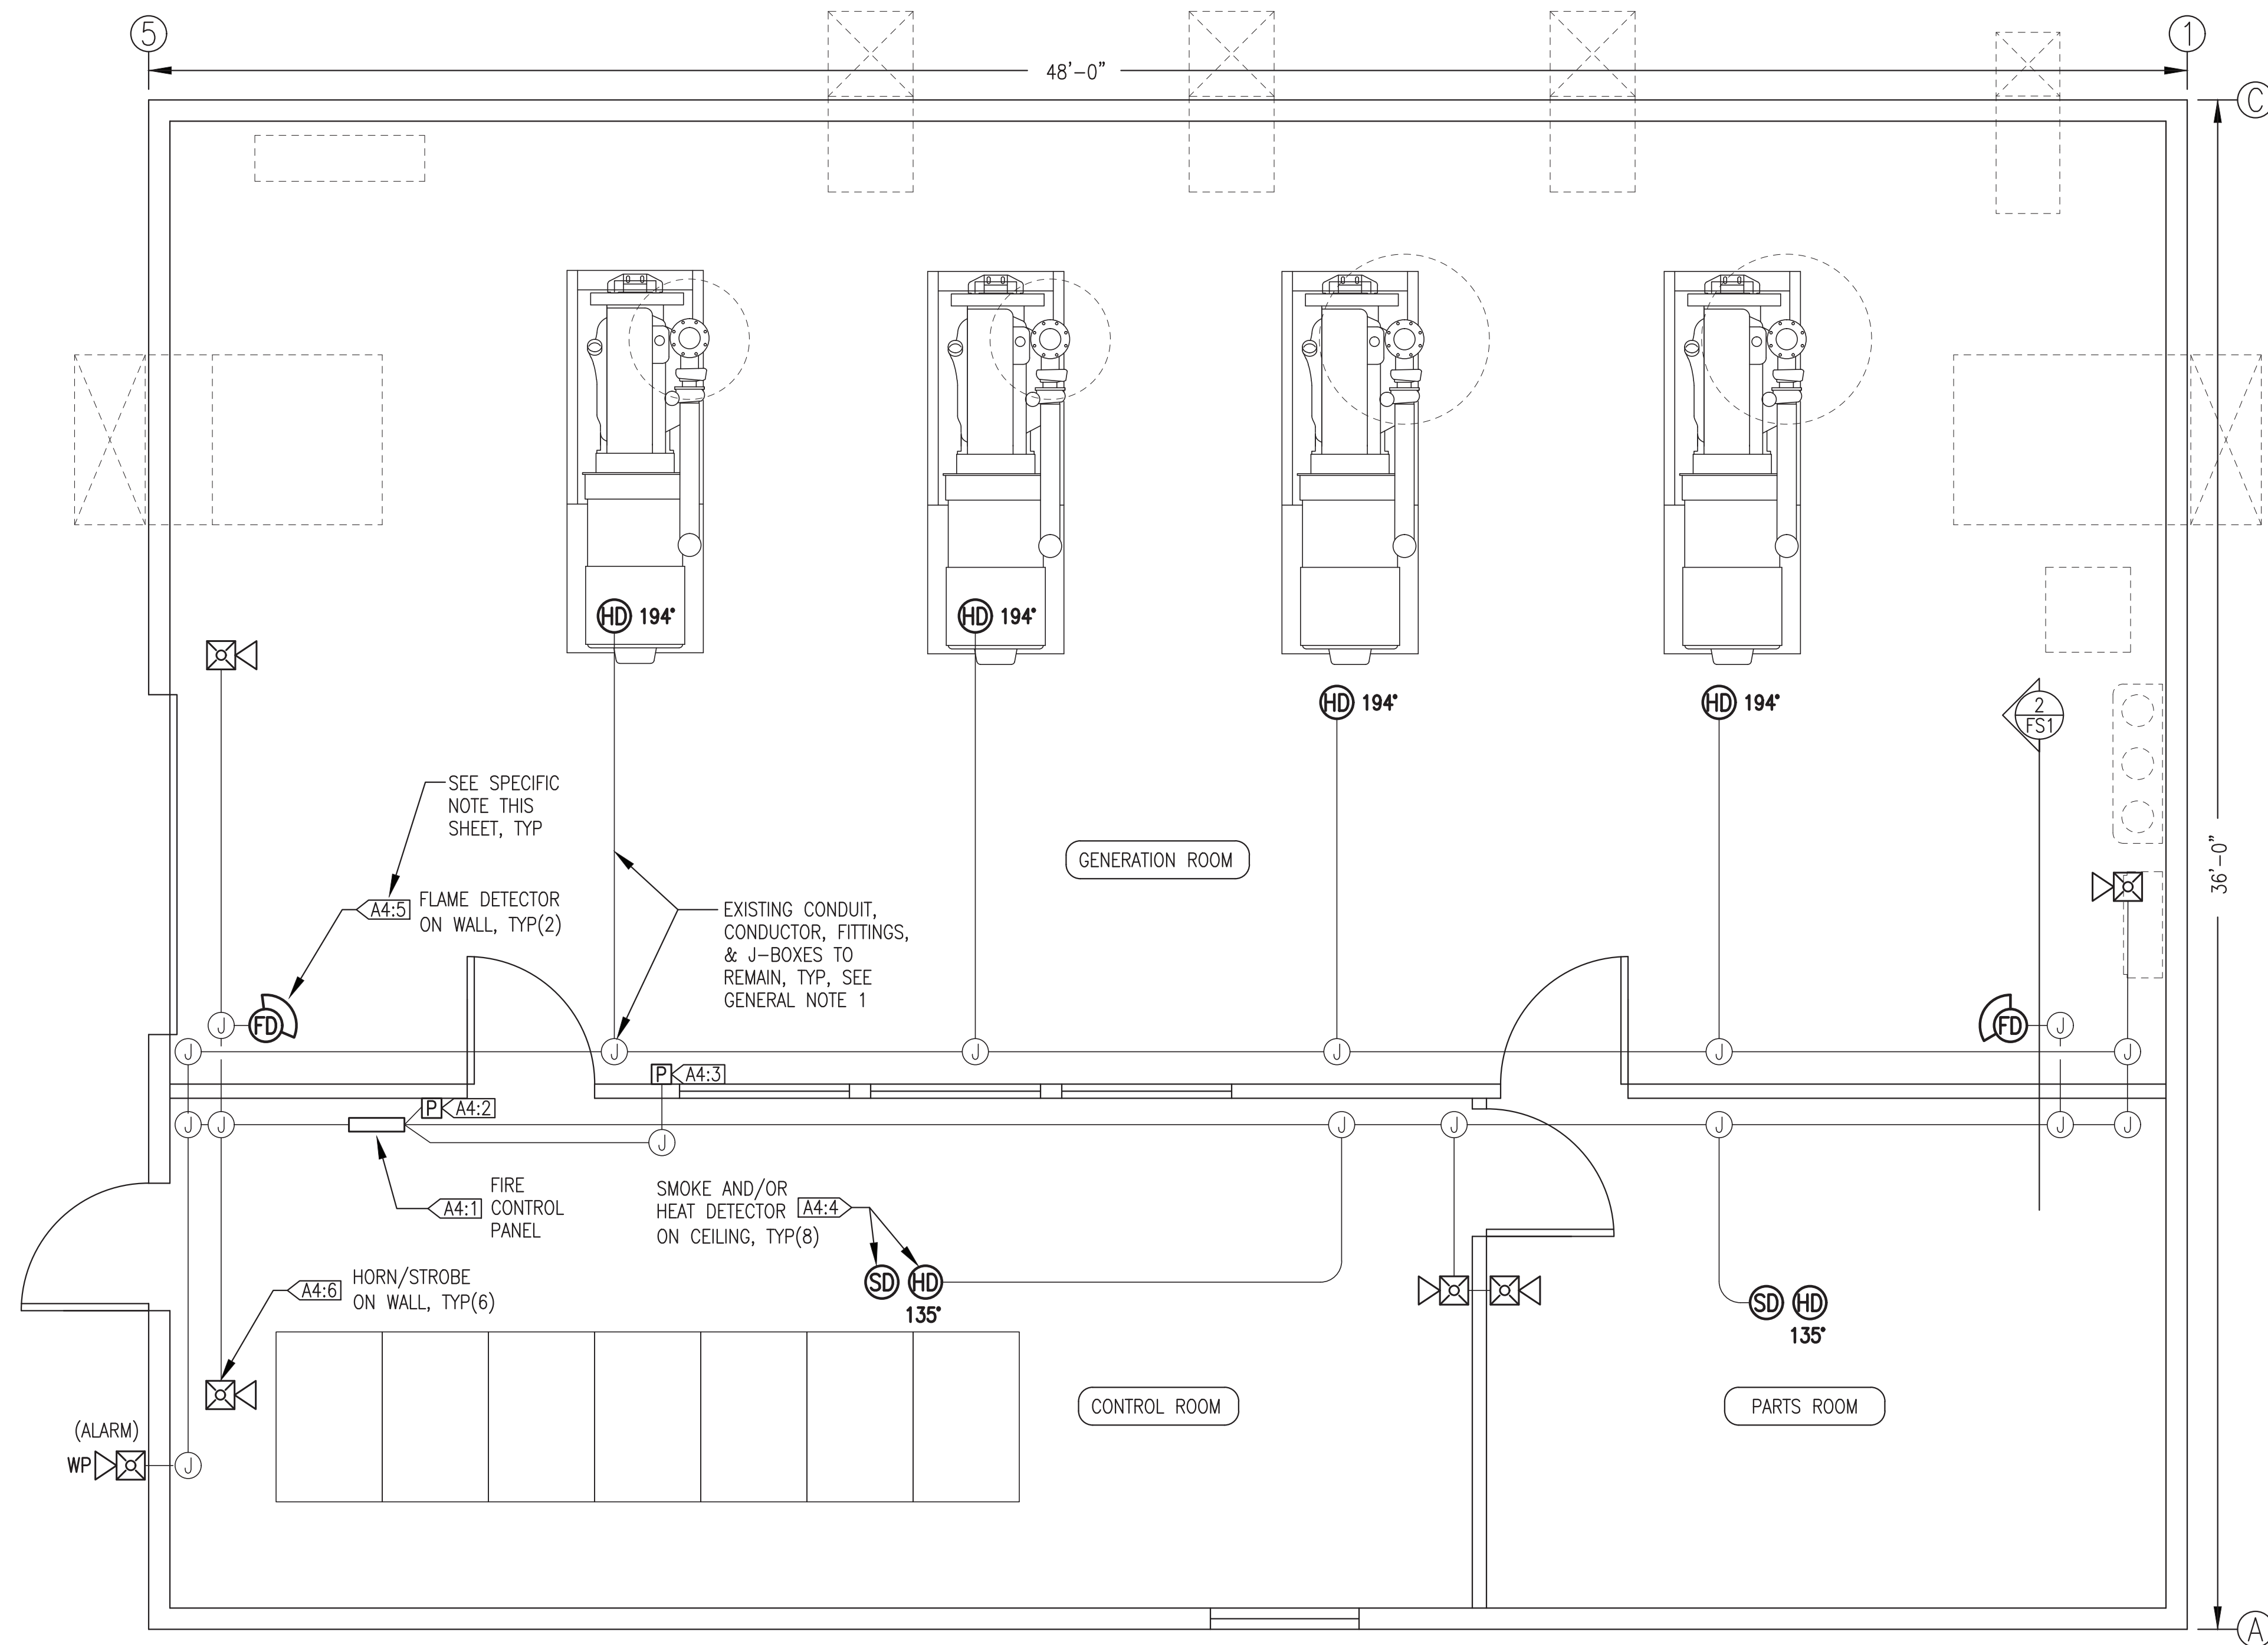 5
1
48'-0"
C
HD 194°
HD 194°
HD 194°
HD 194°
2
FS1
SEE SPECIFIC
NOTE THIS
SHEET, TYP
GENERATION ROOM
36'-0"
A4:5
FLAME DETECTOR
ON WALL, TYP(2)
EXISTING CONDUIT,
CONDUCTOR, FITTINGS,
& J-BOXES TO
REMAIN, TYP, SEE
GENERAL NOTE 1
J FD
FD J
J J J J J J
P A4:3
P A4:2
J J J J J J J
J
A4:1
FIRE
CONTROL
PANEL
SMOKE AND/OR
HEAT DETECTOR
ON CEILING, TYP(8)
A4:4
A4:6
HORN/STROBE
ON WALL, TYP(6)
SD HD
135°
SD HD
135°
CONTROL ROOM
PARTS ROOM
(ALARM)
WP J
A